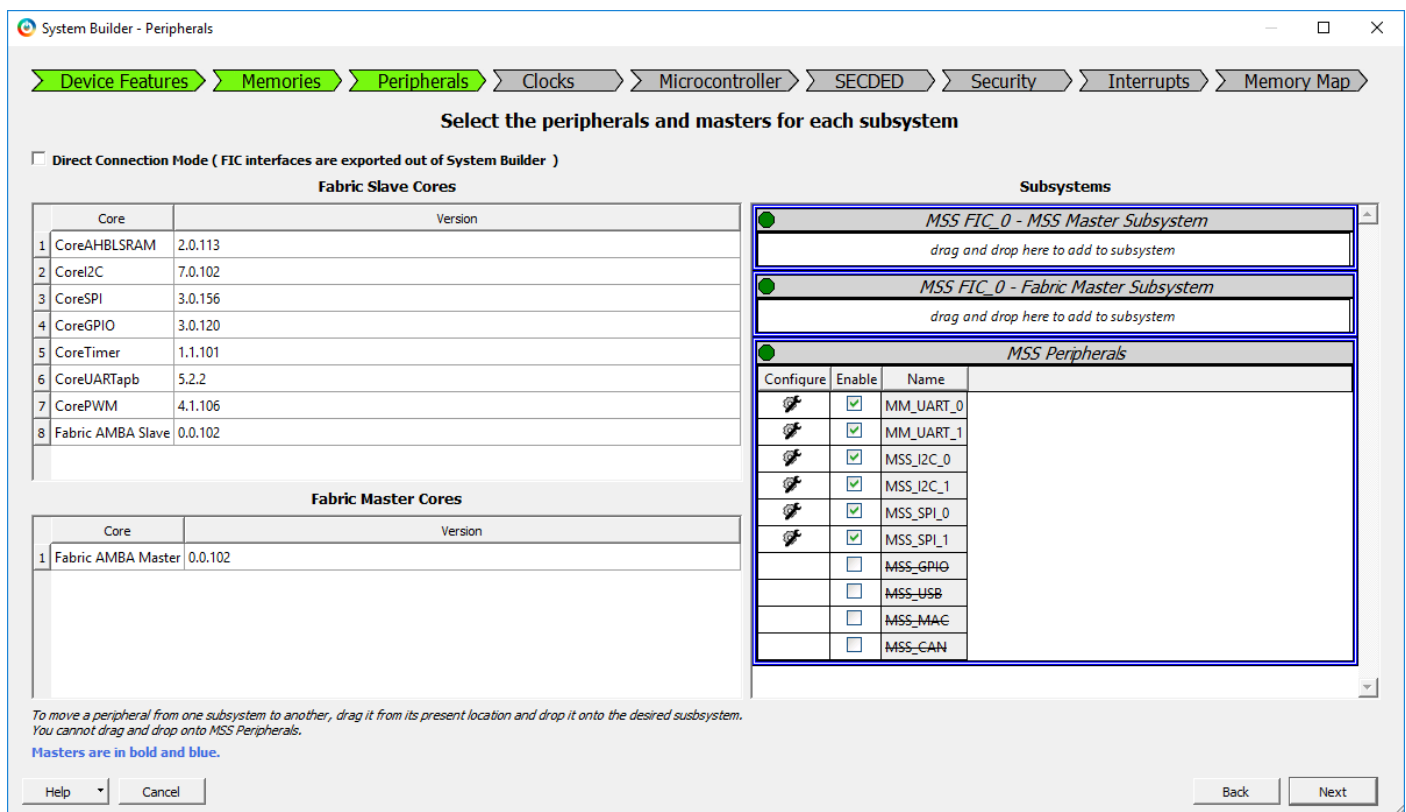 System Builder - Peripherals
Device Features Memories Peripherals Clocks Microcontroller SECDED Security Interrupts Memory Map
Select the peripherals and masters for each subsystem
Direct Connection Mode ( FIC interfaces are exported out of System Builder )
Fabric Slave Cores
Core Version
1 CoreAHBLSRAM 2.0.113
2 CoreI2C 7.0.102
3 CoreSPI 3.0.156
4 CoreGPIO 3.0.120
5 CoreTimer 1.1.101
6 CoreUARTapb 5.2.2
7 CorePWM 4.1.106
8 Fabric AMBA Slave 0.0.102
Fabric Master Cores
Core Version
1 Fabric AMBA Master 0.0.102
Subsystems
MSS FIC_0 - MSS Master Subsystem
drag and drop here to add to subsystem
MSS FIC_0 - Fabric Master Subsystem
drag and drop here to add to subsystem
MSS Peripherals
Configure Enable Name
MM_UART_0
MM_UART_1
MSS_I2C_0
MSS_I2C_1
MSS_SPI_0
MSS_SPI_1
MSS_GPIO
MSS_USB
MSS_MAC
MSS_CAN
To move a peripheral from one subsystem to another, drag it from its present location and drop it onto the desired susbsystem.
You cannot drag and drop onto MSS Peripherals.
Masters are in bold and blue.
Help Cancel Back Next